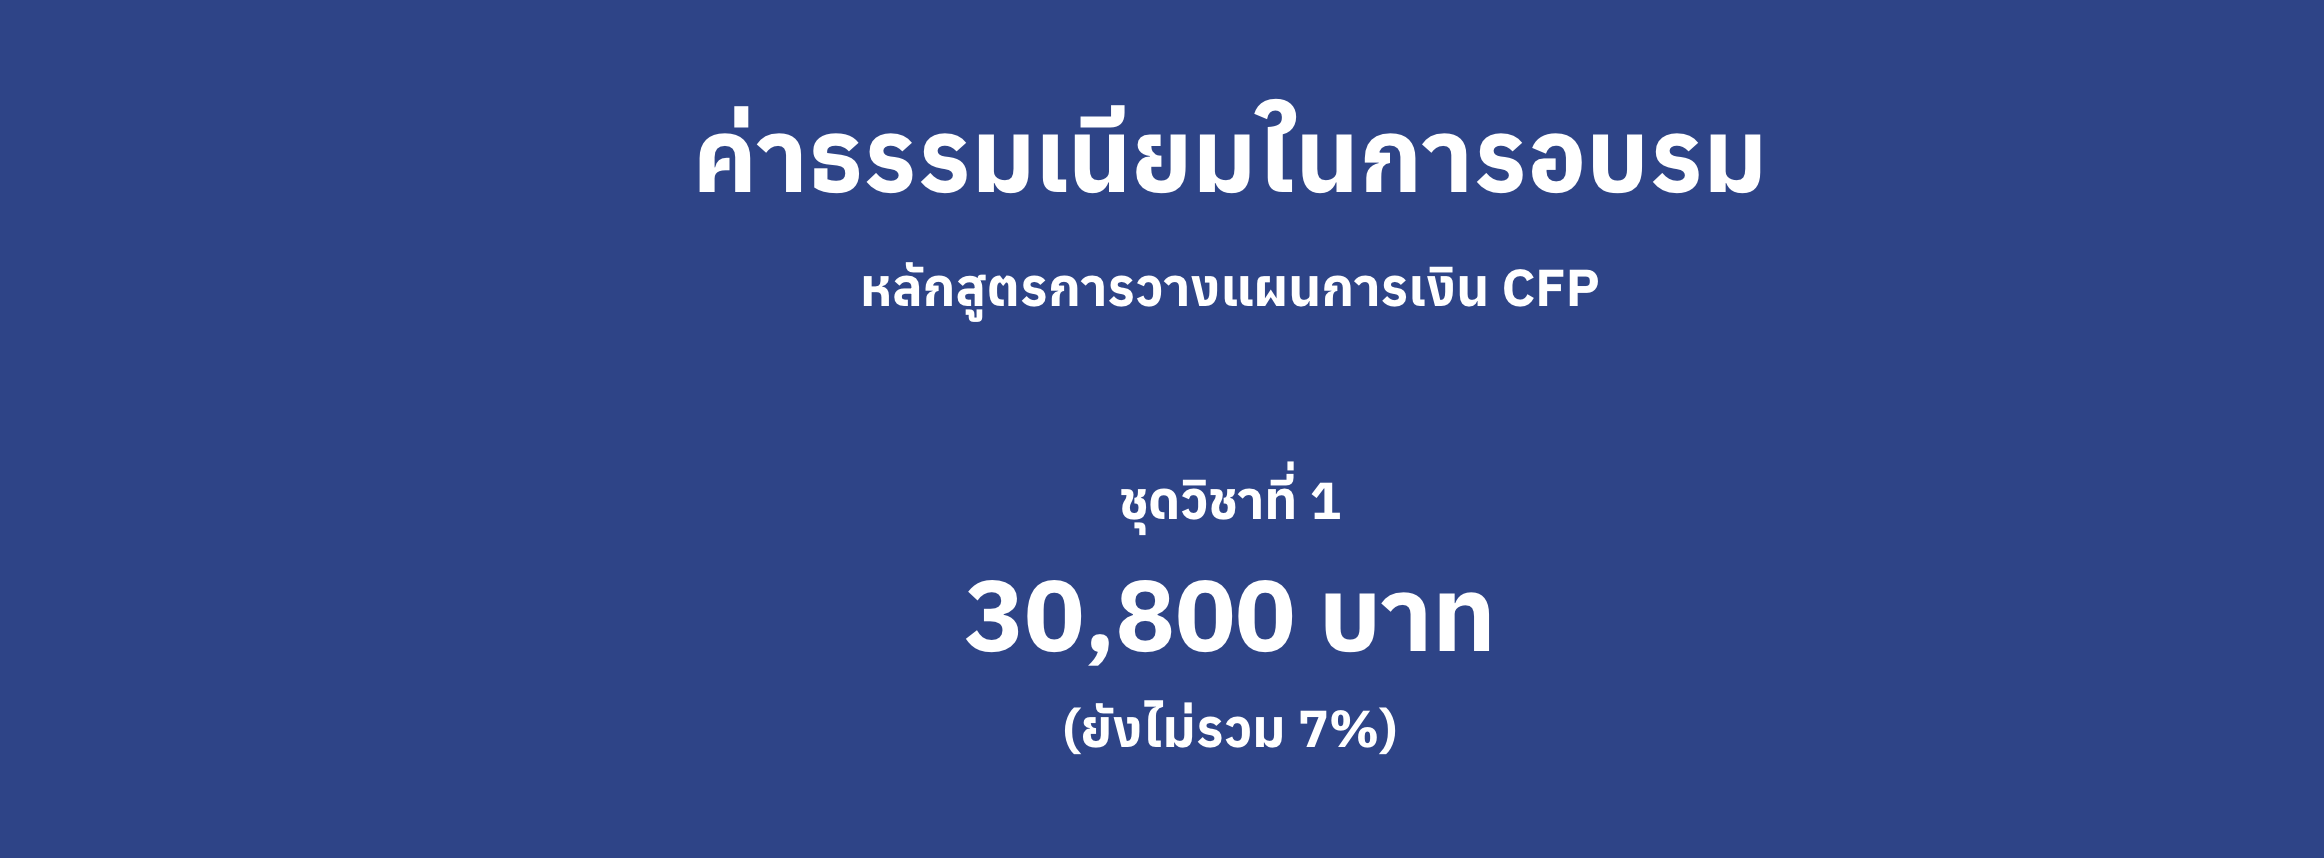 ค่าธรรมเนียมในการอบรม
หลักสูตรการวางแผนการเงิน CFP
ชุดวิชาที่ 1
30,800 บาท
(ยังไม่รวม 7%)